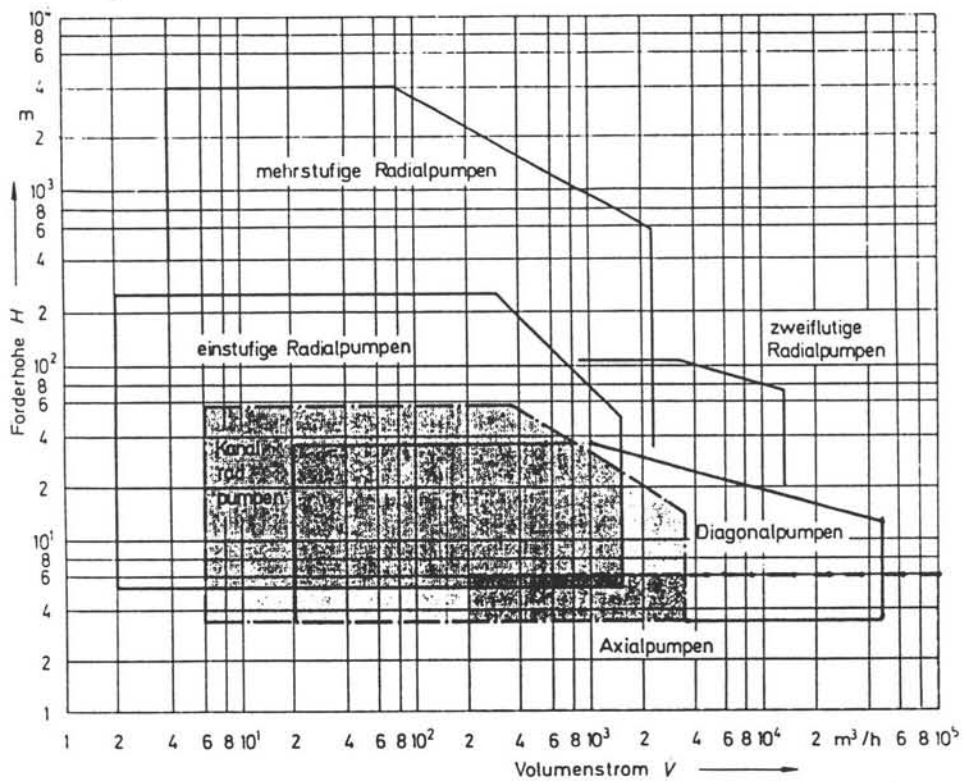 10⁴
8
6
4
m
2
10³
8
6
4
2
10²
8
6
4
2
10¹
8
6
4
2
1
Forderhohe H
mehrstufige Radialpumpen
einstufige Radialpumpen
zweiflutige
Radialpumpen
Kanal-
rad
pumpen
Diagonalpumpen
Axialpumpen
1 2 4 6 8 10¹ 2 4 6 8 10² 2 4 6 8 10³ 2 4 6 8 10⁴ 2 m³/h 6 8 10⁵
Volumenstrom V